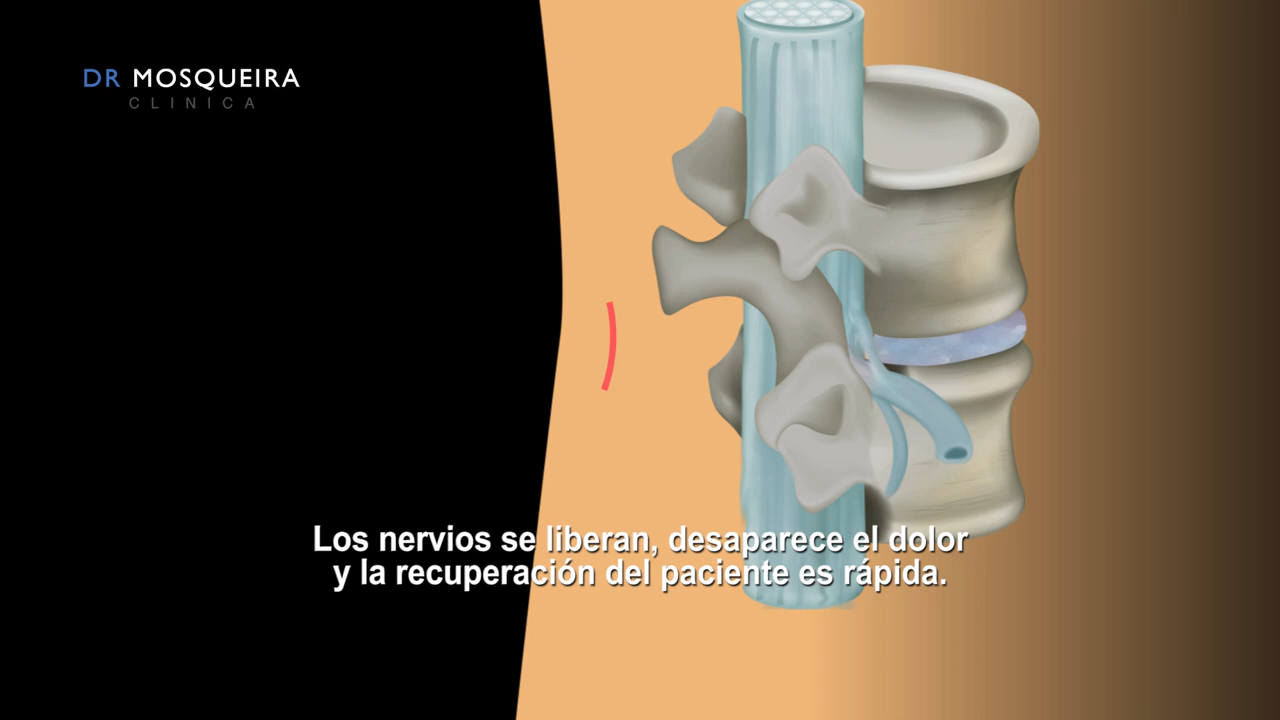 DR MOSQUEIRA
CLINICA
Los nervios se liberan, desaparece el dolor
y la recuperación del paciente es rápida.